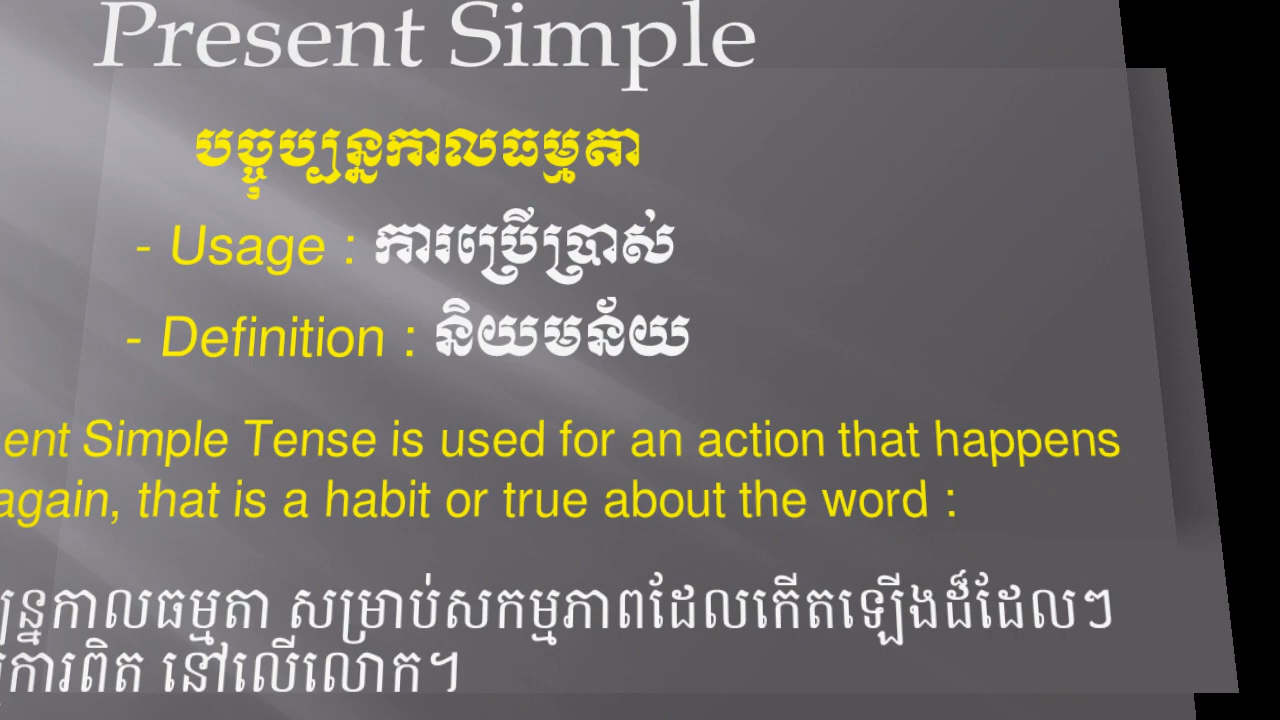 Present Simple
បច្ចុប្បន្នកាលធម្មតា
- Usage : ការប្រើប្រាស់
- Definition : និយមន័យ
ent Simple Tense is used for an action that happens
again, that is a habit or true about the word :
ប្បន្នកាលធម្មតា សម្រាប់សកម្មភាពដែលកើតឡើងដ៏ដែលៗ
ការពិត នៅលើលោក។